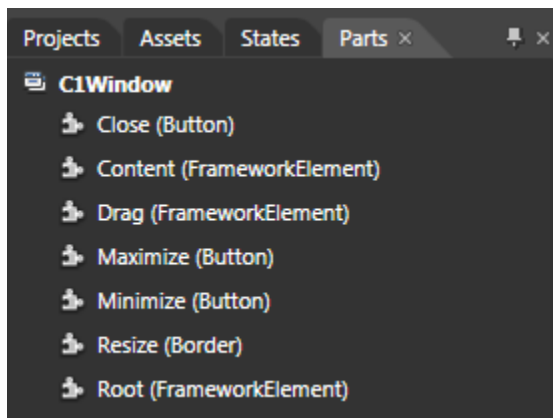 Projects Assets States Parts
C1Window
Close (Button)
Content (FrameworkElement)
Drag (FrameworkElement)
Maximize (Button)
Minimize (Button)
Resize (Border)
Root (FrameworkElement)